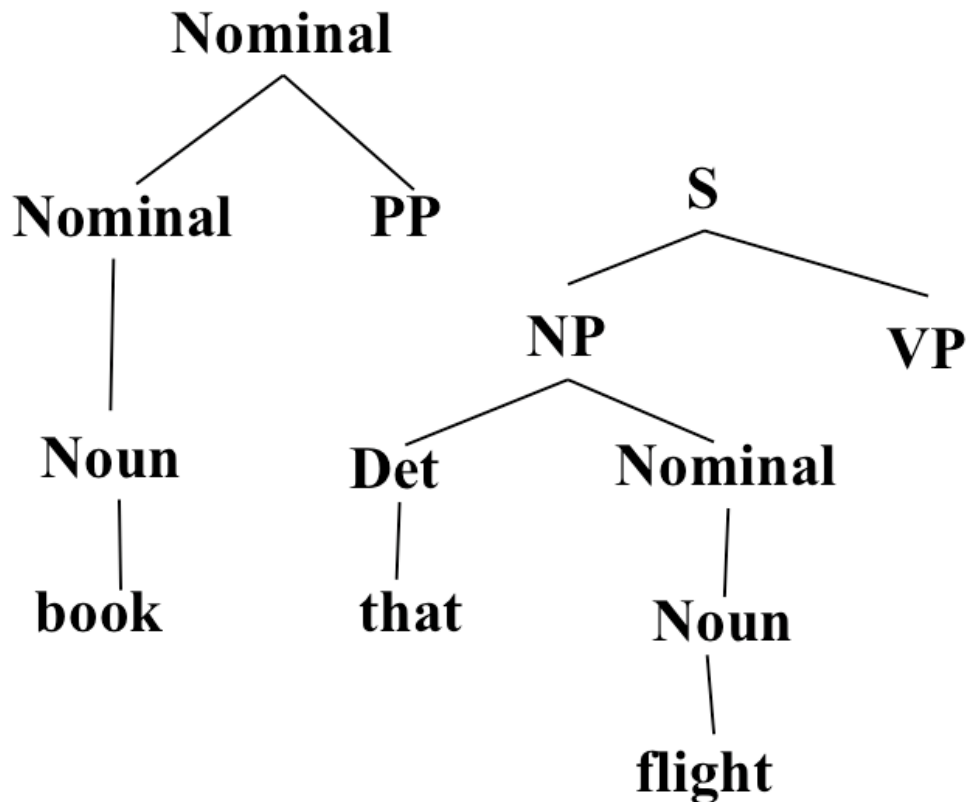 Nominal
Nominal PP
S
NP VP
Noun Det Nominal
book that Noun
flight